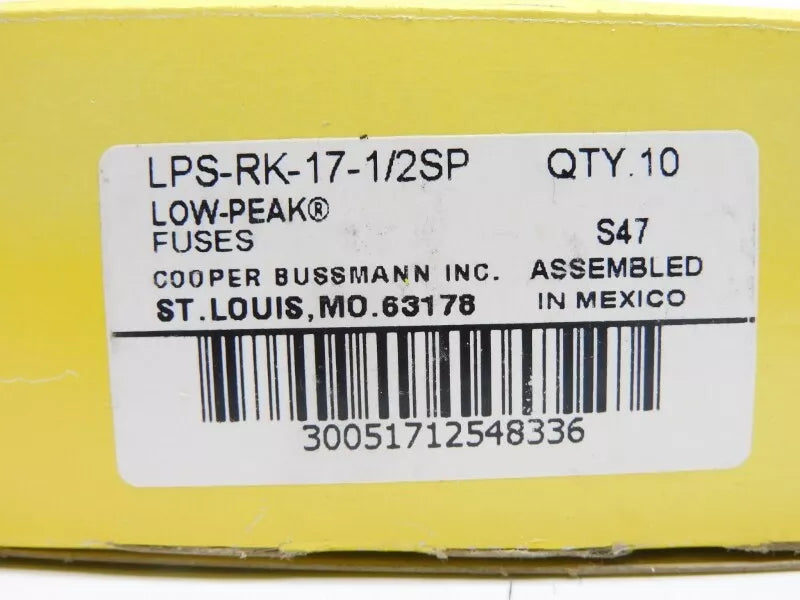 LPS-RK-17-1/2SP QTY.10
LOW-PEAK®
FUSES S47
COOPER BUSSMANN INC. ASSEMBLED
ST.LOUIS,MO.63178 IN MEXICO
30051712548336